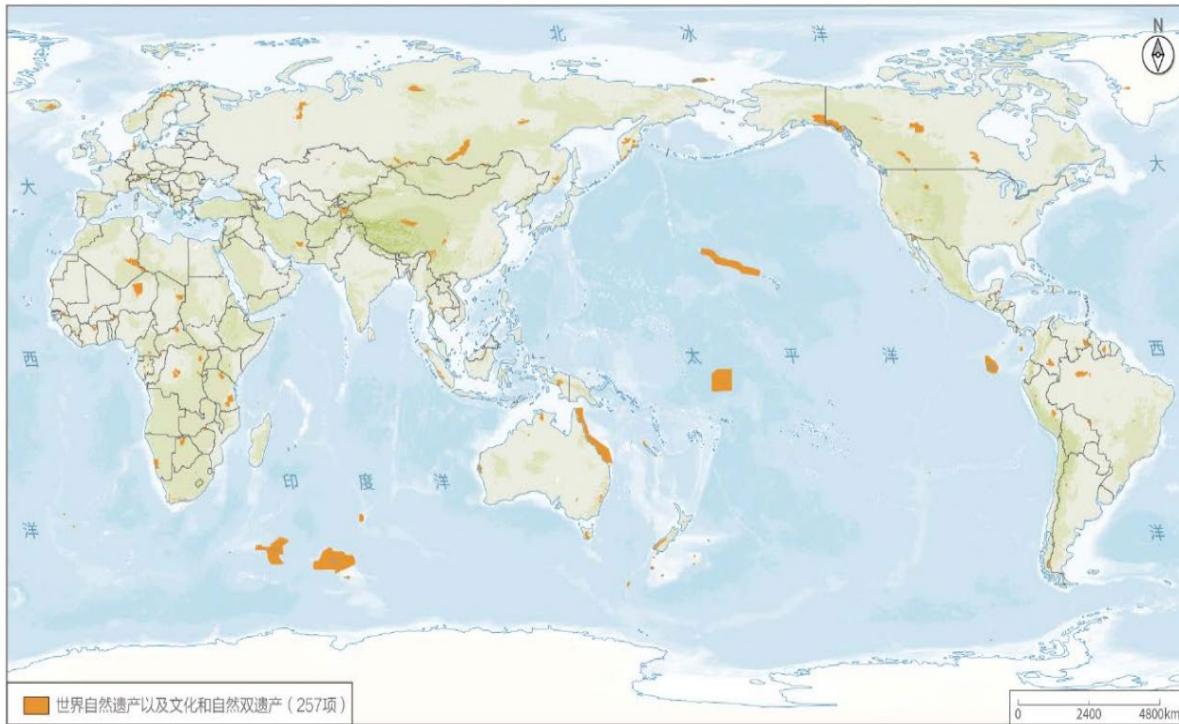 北 冰 洋
N
大
西
洋
太 平 洋
印 度 洋
大
西
洋
世界自然遗产以及文化和自然双遗产（257项）
0 2400 4800km